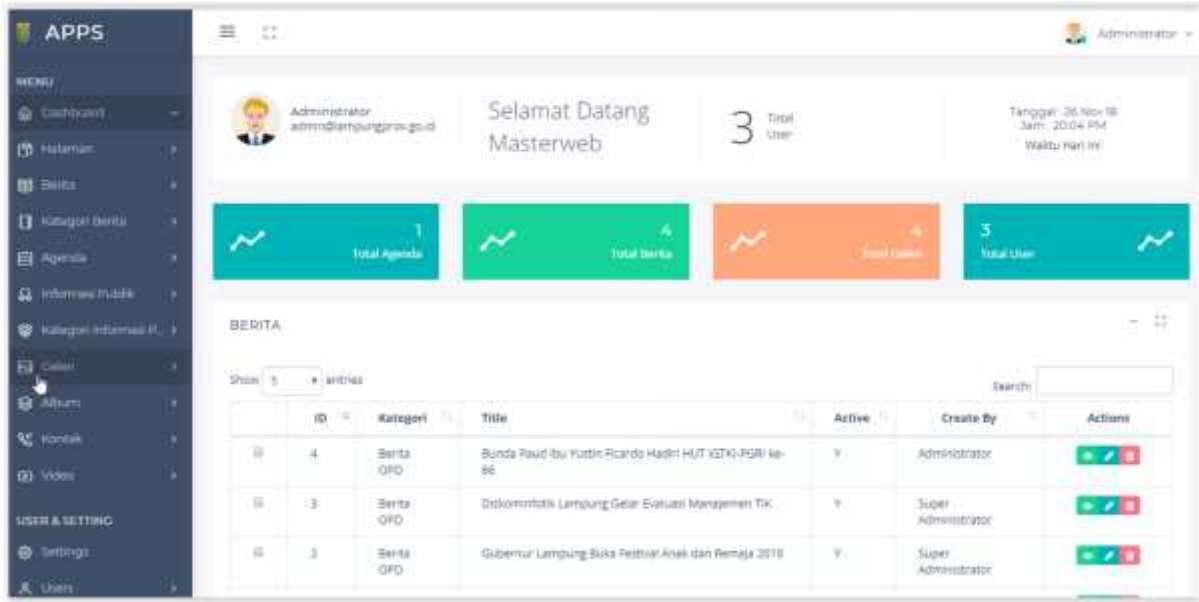 APPS
Administrator
MENU
Dashboard
Halaman
Berita
Kategori Berita
Agenda
Informasi Publik
Kategori Informasi P...
Galeri
Album
Kontak
Video
USER & SETTING
Settings
Users
Administrator
admin@lampungprov.go.id
Selamat Datang
Masterweb
3 Total
User
Tanggal: 26 Nov 18
Jam : 20:04 PM
Waktu Hari Ini
1
Total Agenda
4
Total Berita
4
Total Galeri
3
Total User
BERITA
Show 5 entries
Search:
ID Kategori Title Active Create By Actions
4 Berita OPD Bunda Paud Ibu Yustin Ricardo Hadiri HUT IGTKI-PGRI ke-66 Y Administrator
3 Berita OPD Diskominfotik Lampung Gelar Evaluasi Manajemen TIK Y Super Administrator
2 Berita OPD Gubernur Lampung Buka Festival Anak dan Remaja 2018 Y Super Administrator